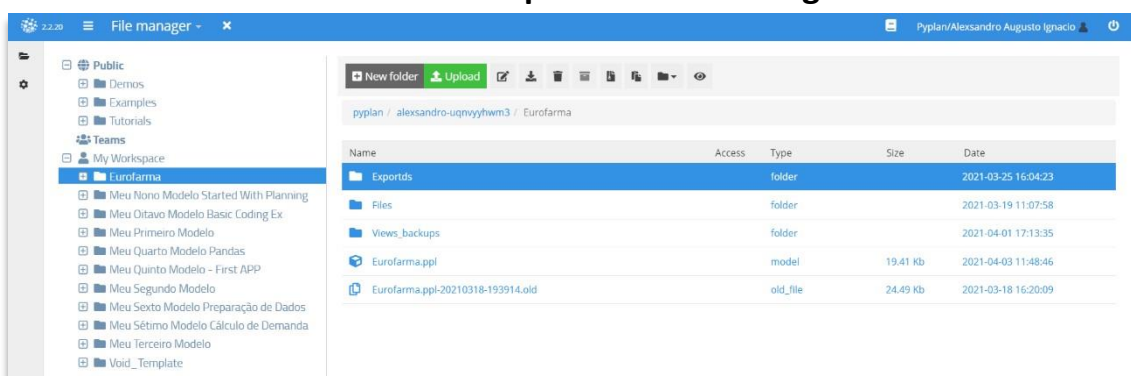 2.2.20 File manager Pyplan/Alexsandro Augusto Ignacio
Public
Demos
Examples
Tutorials
Teams
My Workspace
Eurofarma
Meu Nono Modelo Started With Planning
Meu Oitavo Modelo Basic Coding Ex
Meu Primeiro Modelo
Meu Quarto Modelo Pandas
Meu Quinto Modelo - First APP
Meu Segundo Modelo
Meu Sexto Modelo Preparação de Dados
Meu Sétimo Modelo Cálculo de Demanda
Meu Terceiro Modelo
Void_Template
New folder Upload
pyplan / alexsandro-uqnvyyhwm3 / Eurofarma
Name Access Type Size Date
Exportds folder 2021-03-25 16:04:23
Files folder 2021-03-19 11:07:58
Views_backups folder 2021-04-01 17:13:35
Eurofarma.ppl model 19.41 Kb 2021-04-03 11:48:46
Eurofarma.ppl-20210318-193914.old old_file 24.49 Kb 2021-03-18 16:20:09